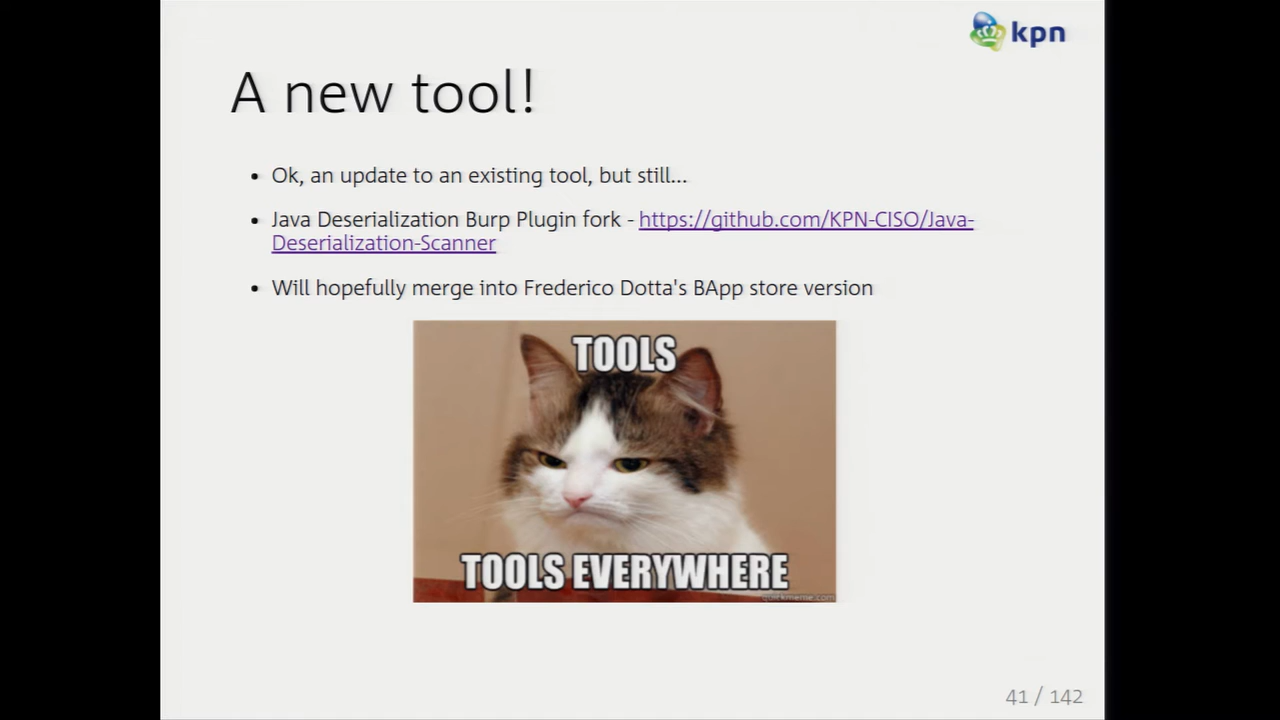 kpn
A new tool!
• Ok, an update to an existing tool, but still...
• Java Deserialization Burp Plugin fork - https://github.com/KPN-CISO/Java-
Deserialization-Scanner
• Will hopefully merge into Frederico Dotta's BApp store version
TOOLS
TOOLS EVERYWHERE
quickmeme.com
41 / 142